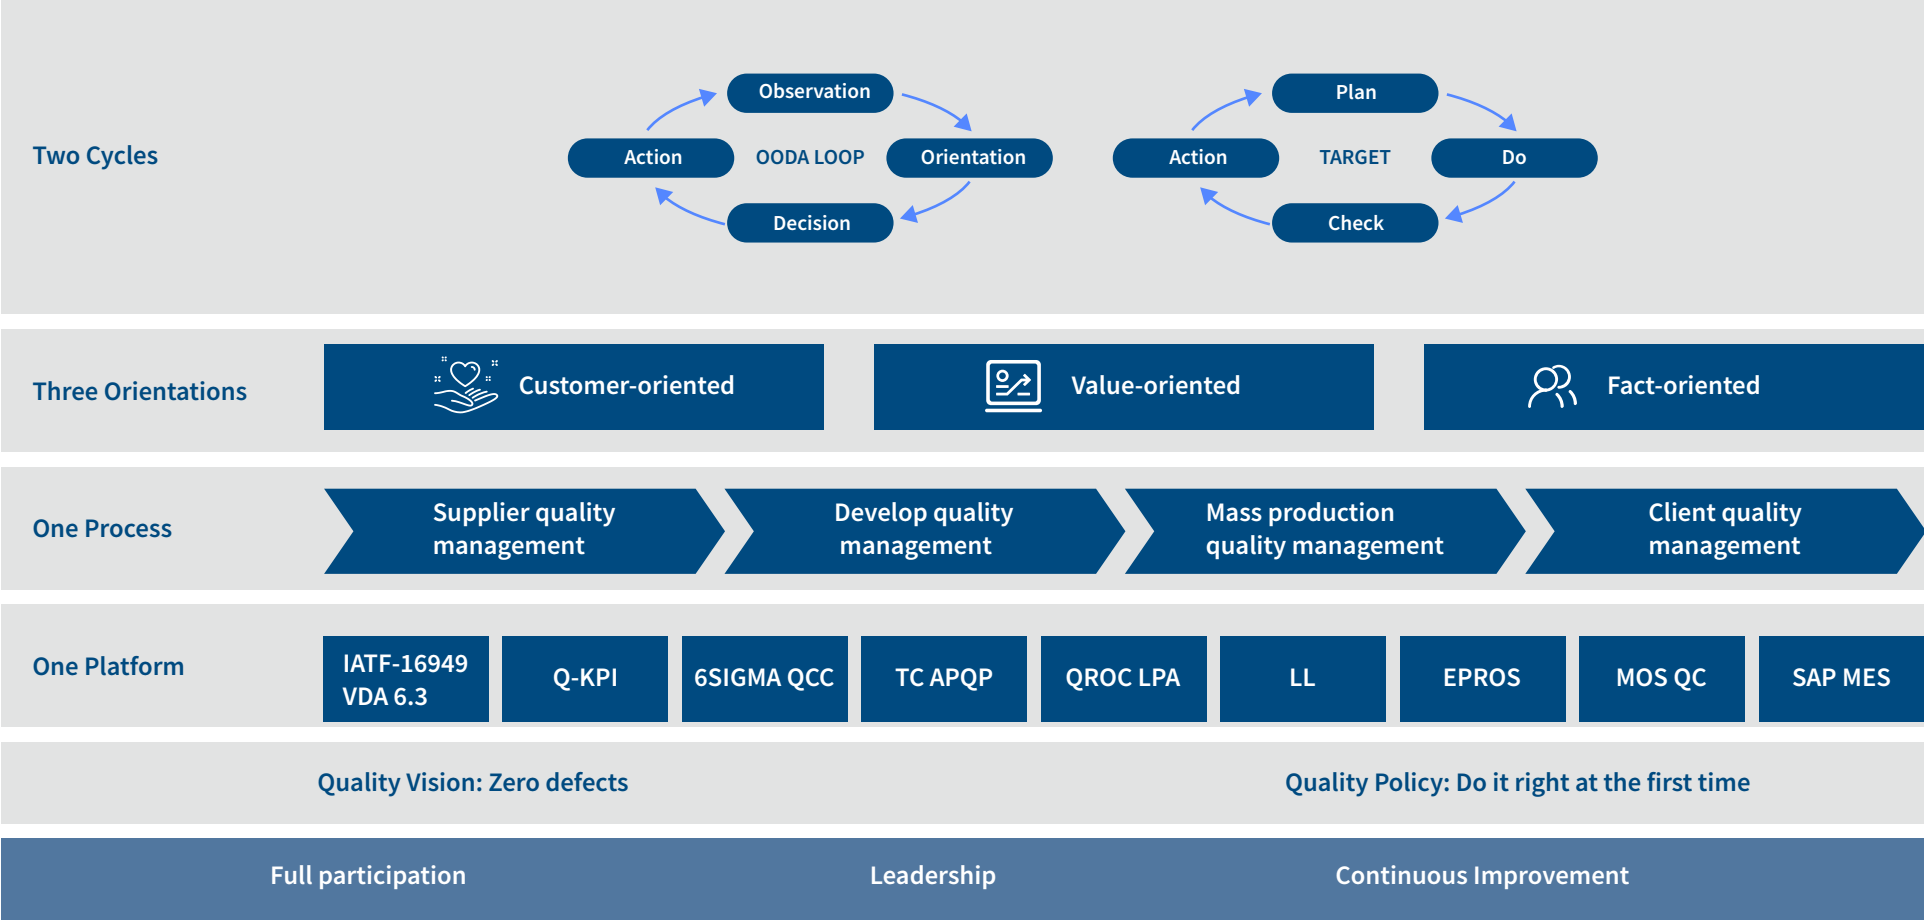 Two Cycles
Observation
Action
OODA LOOP
Orientation
Decision
Plan
Action
TARGET
Do
Check
Three Orientations
Customer-oriented
Value-oriented
Fact-oriented
One Process
Supplier quality
management
Develop quality
management
Mass production
quality management
Client quality
management
One Platform
IATF-16949
VDA 6.3
Q-KPI
6SIGMA QCC
TC APQP
QROC LPA
LL
EPROS
MOS QC
SAP MES
Quality Vision: Zero defects
Quality Policy: Do it right at the first time
Full participation
Leadership
Continuous Improvement